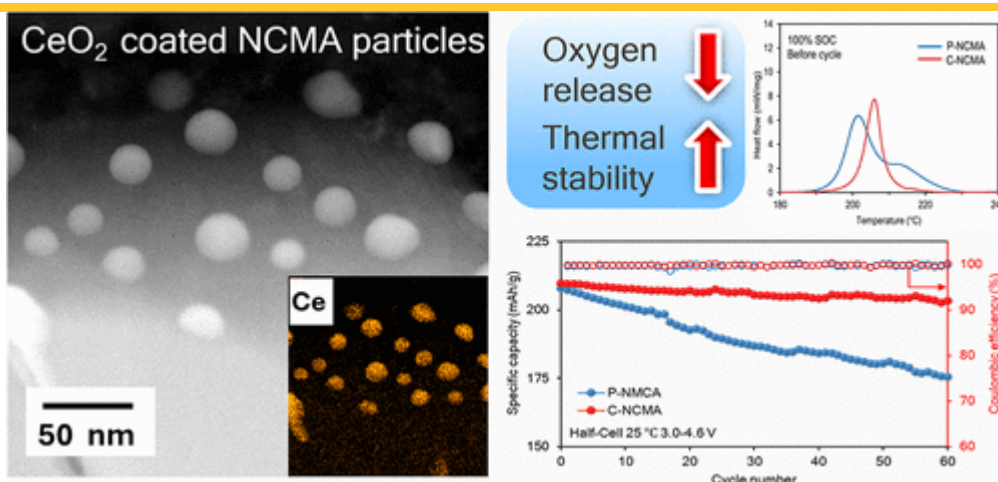 CeO₂ coated NCMA particles
Ce
50 nm
Oxygen
release
Thermal
stability
100% SOC
Before cycle
P-NCMA
C-NCMA
Heat flow (mW/mg)
14
12
10
8
6
4
2
0
180
200
220
240
Temperature (°C)
225
200
175
150
Specific capacity (mAh/g)
P-NMCA
C-NCMA
Half-Cell 25 ℃ 3.0-4.6 V
100
90
80
70
60
Coulombic efficiency (%)
0
10
20
30
40
50
60
Cycle number